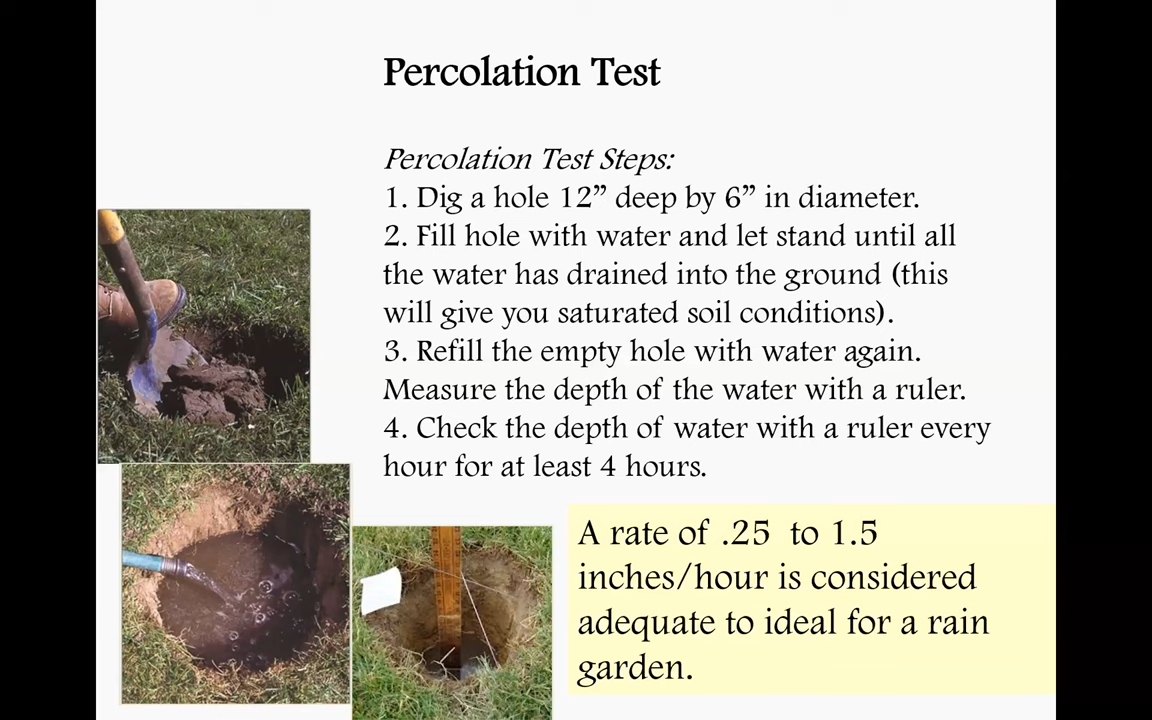 Percolation Test
Percolation Test Steps:
1. Dig a hole 12” deep by 6” in diameter.
2. Fill hole with water and let stand until all
the water has drained into the ground (this
will give you saturated soil conditions).
3. Refill the empty hole with water again.
Measure the depth of the water with a ruler.
4. Check the depth of water with a ruler every
hour for at least 4 hours.
A rate of .25 to 1.5
inches/hour is considered
adequate to ideal for a rain
garden.